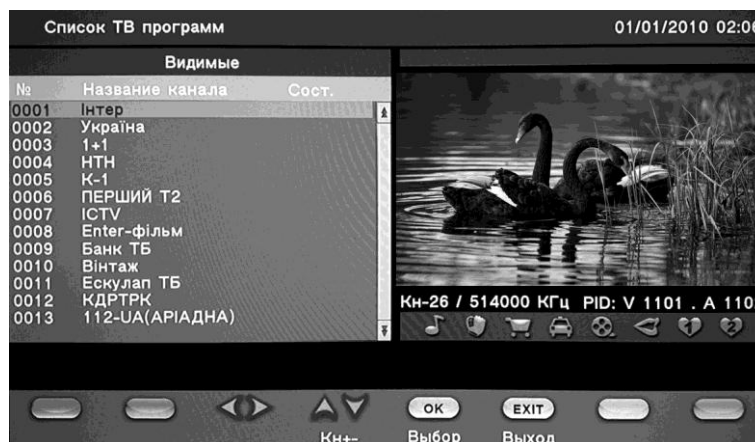 Список ТВ программ
01/01/2010 02:06
Видимые
№ Название канала Сост.
0001 Інтер
0002 Україна
0003 1+1
0004 НТН
0005 К-1
0006 ПЕРШИЙ Т2
0007 ICTV
0008 Enter-фільм
0009 Банк ТБ
0010 Вінтаж
0011 Ескулап ТБ
0012 КДРТРК
0013 112-UA(АРІАДНА)
Кн-26 / 514000 КГц PID: V 1101 . A 110
1 2
OK EXIT
Кн+- Выбор Выход